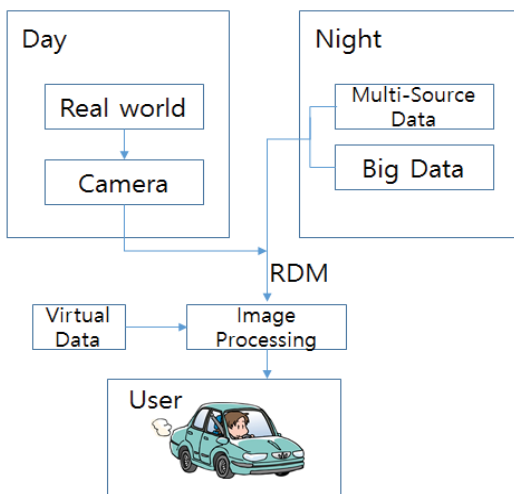 Day
Real world
Camera
Night
Multi-Source
Data
Big Data
RDM
Virtual
Data
Image
Processing
User